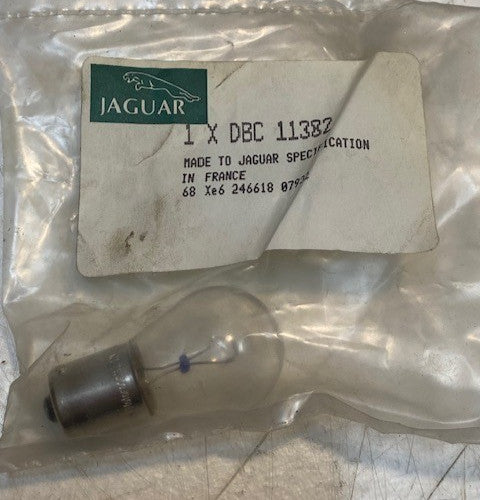 JAGUAR
1 X DBC 11382
MADE TO JAGUAR SPECIFICATION
IN FRANCE
68 Xe6 246618